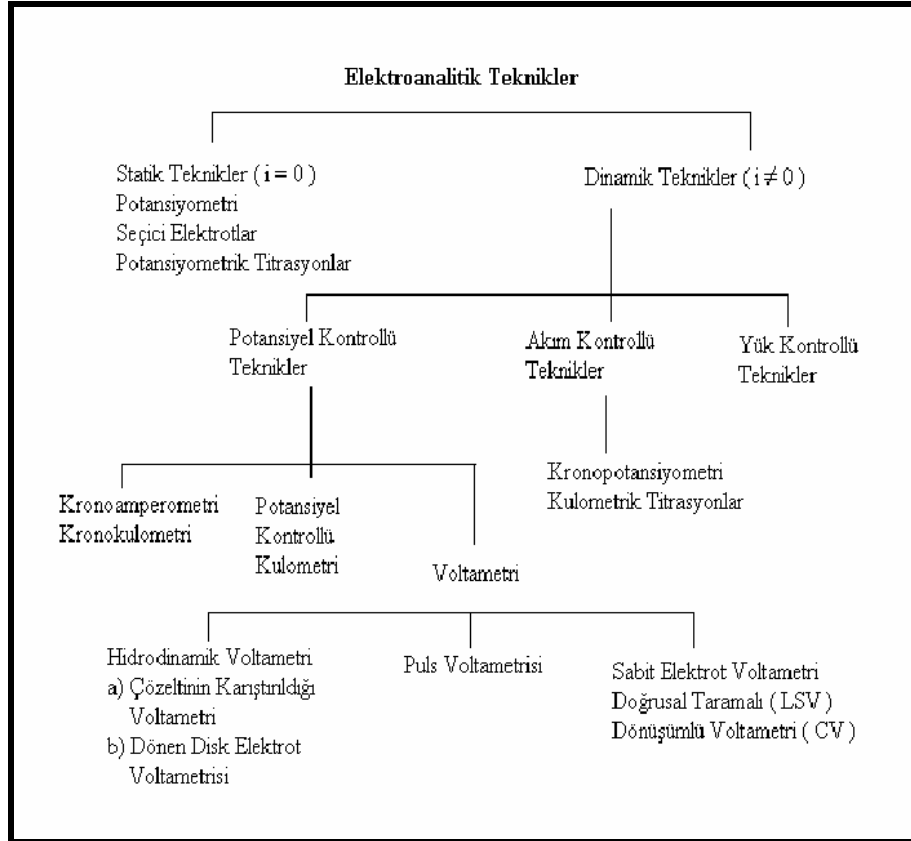 Elektroanalitik Teknikler
Statik Teknikler ( i = 0 )
Potansiyometri
Seçici Elektrotlar
Potansiyometrik Titrasyonlar
Dinamik Teknikler ( i ≠ 0 )
Potansiyel Kontrollü
Teknikler
Akım Kontrollü
Teknikler
Yük Kontrollü
Teknikler
Kronopotansiyometri
Kulometrik Titrasyonlar
Kronoamperometri
Kronokulometri
Potansiyel
Kontrollü
Kulometri
Voltametri
Hidrodinamik Voltametri
a) Çözeltinin Karıştırıldığı
Voltametri
b) Dönen Disk Elektrot
Voltametrisi
Puls Voltametrisi
Sabit Elektrot Voltametri
Doğrusal Taramalı ( LSV )
Dönüşümlü Voltametri ( CV )